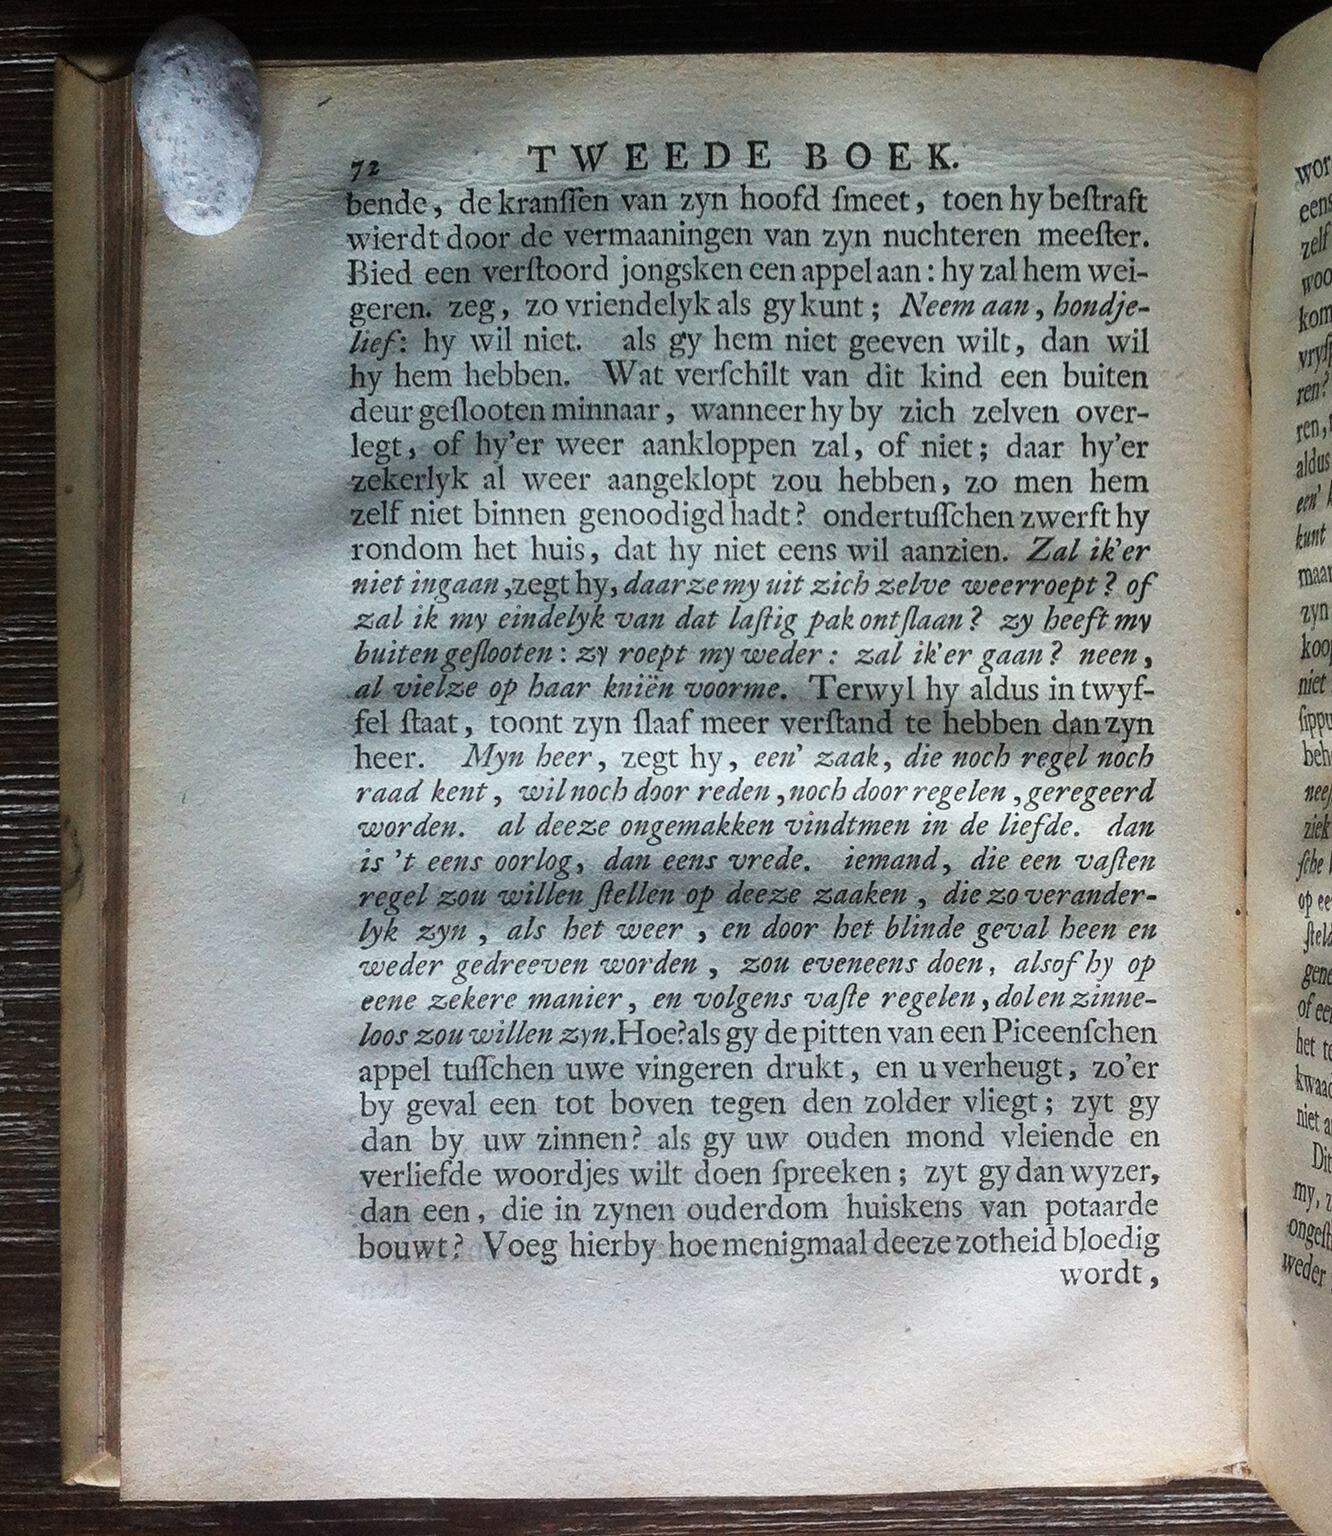 72 TWEEDE BOEK.
bende, de kranſſen van zyn hoofd ſmeet, toen hy beſtraft
wierdt door de vermaaningen van zyn nuchteren meeſter.
Bied een verſtoord jongsken een appel aan: hy zal hem wei-
geren. zeg, zo vriendelyk als gy kunt; Neem aan, hondje-
lief: hy wil niet. als gy hem niet geeven wilt, dan wil
hy hem hebben. Wat verſchilt van dit kind een buiten
deur geſlooten minnaar, wanneer hy by zich zelven over-
legt, of hy'er weer aankloppen zal, of niet; daar hy'er
zekerlyk al weer aangeklopt zou hebben, zo men hem
zelf niet binnen genoodigd hadt? ondertuſſchen zwerft hy
rondom het huis, dat hy niet eens wil aanzien. Zal ik'er
niet ingaan, zegt hy, daar ze my uit zich zelve weerroept? of
zal ik my eindelyk van dat laſtig pak ontſlaan? zy heeft my
buiten geſlooten: zy roept my weder: zal ik'er gaan? neen,
al vielze op haar kniën voorme. Terwyl hy aldus in twyf-
fel ſtaat, toont zyn ſlaaf meer verſtand te hebben dan zyn
heer. Myn heer, zegt hy, een' zaak, die noch regel noch
raad kent, wil noch door reden, noch door regelen, geregeerd
worden. al deeze ongemakken vindtmen in de liefde. dan
is 't eens oorlog, dan eens vrede. iemand, die een vaſten
regel zou willen ſtellen op deeze zaaken, die zo verander-
lyk zyn, als het weer, en door het blinde geval heen en
weder gedreeven worden, zou eveneens doen, alsof hy op
eene zekere manier, en volgens vaſte regelen, dol en zinne-
loos zou willen zyn. Hoe? als gy de pitten van een Piceenſchen
appel tuſſchen uwe vingeren drukt, en u verheugt, zo'er
by geval een tot boven tegen den zolder vliegt; zyt gy
dan by uw zinnen? als gy uw ouden mond vleiende en
verliefde woordjes wilt doen ſpreeken; zyt gy dan wyzer,
dan een, die in zynen ouderdom huiskens van potaarde
bouwt? Voeg hierby hoe menigmaal deeze zotheid bloedig
wordt,